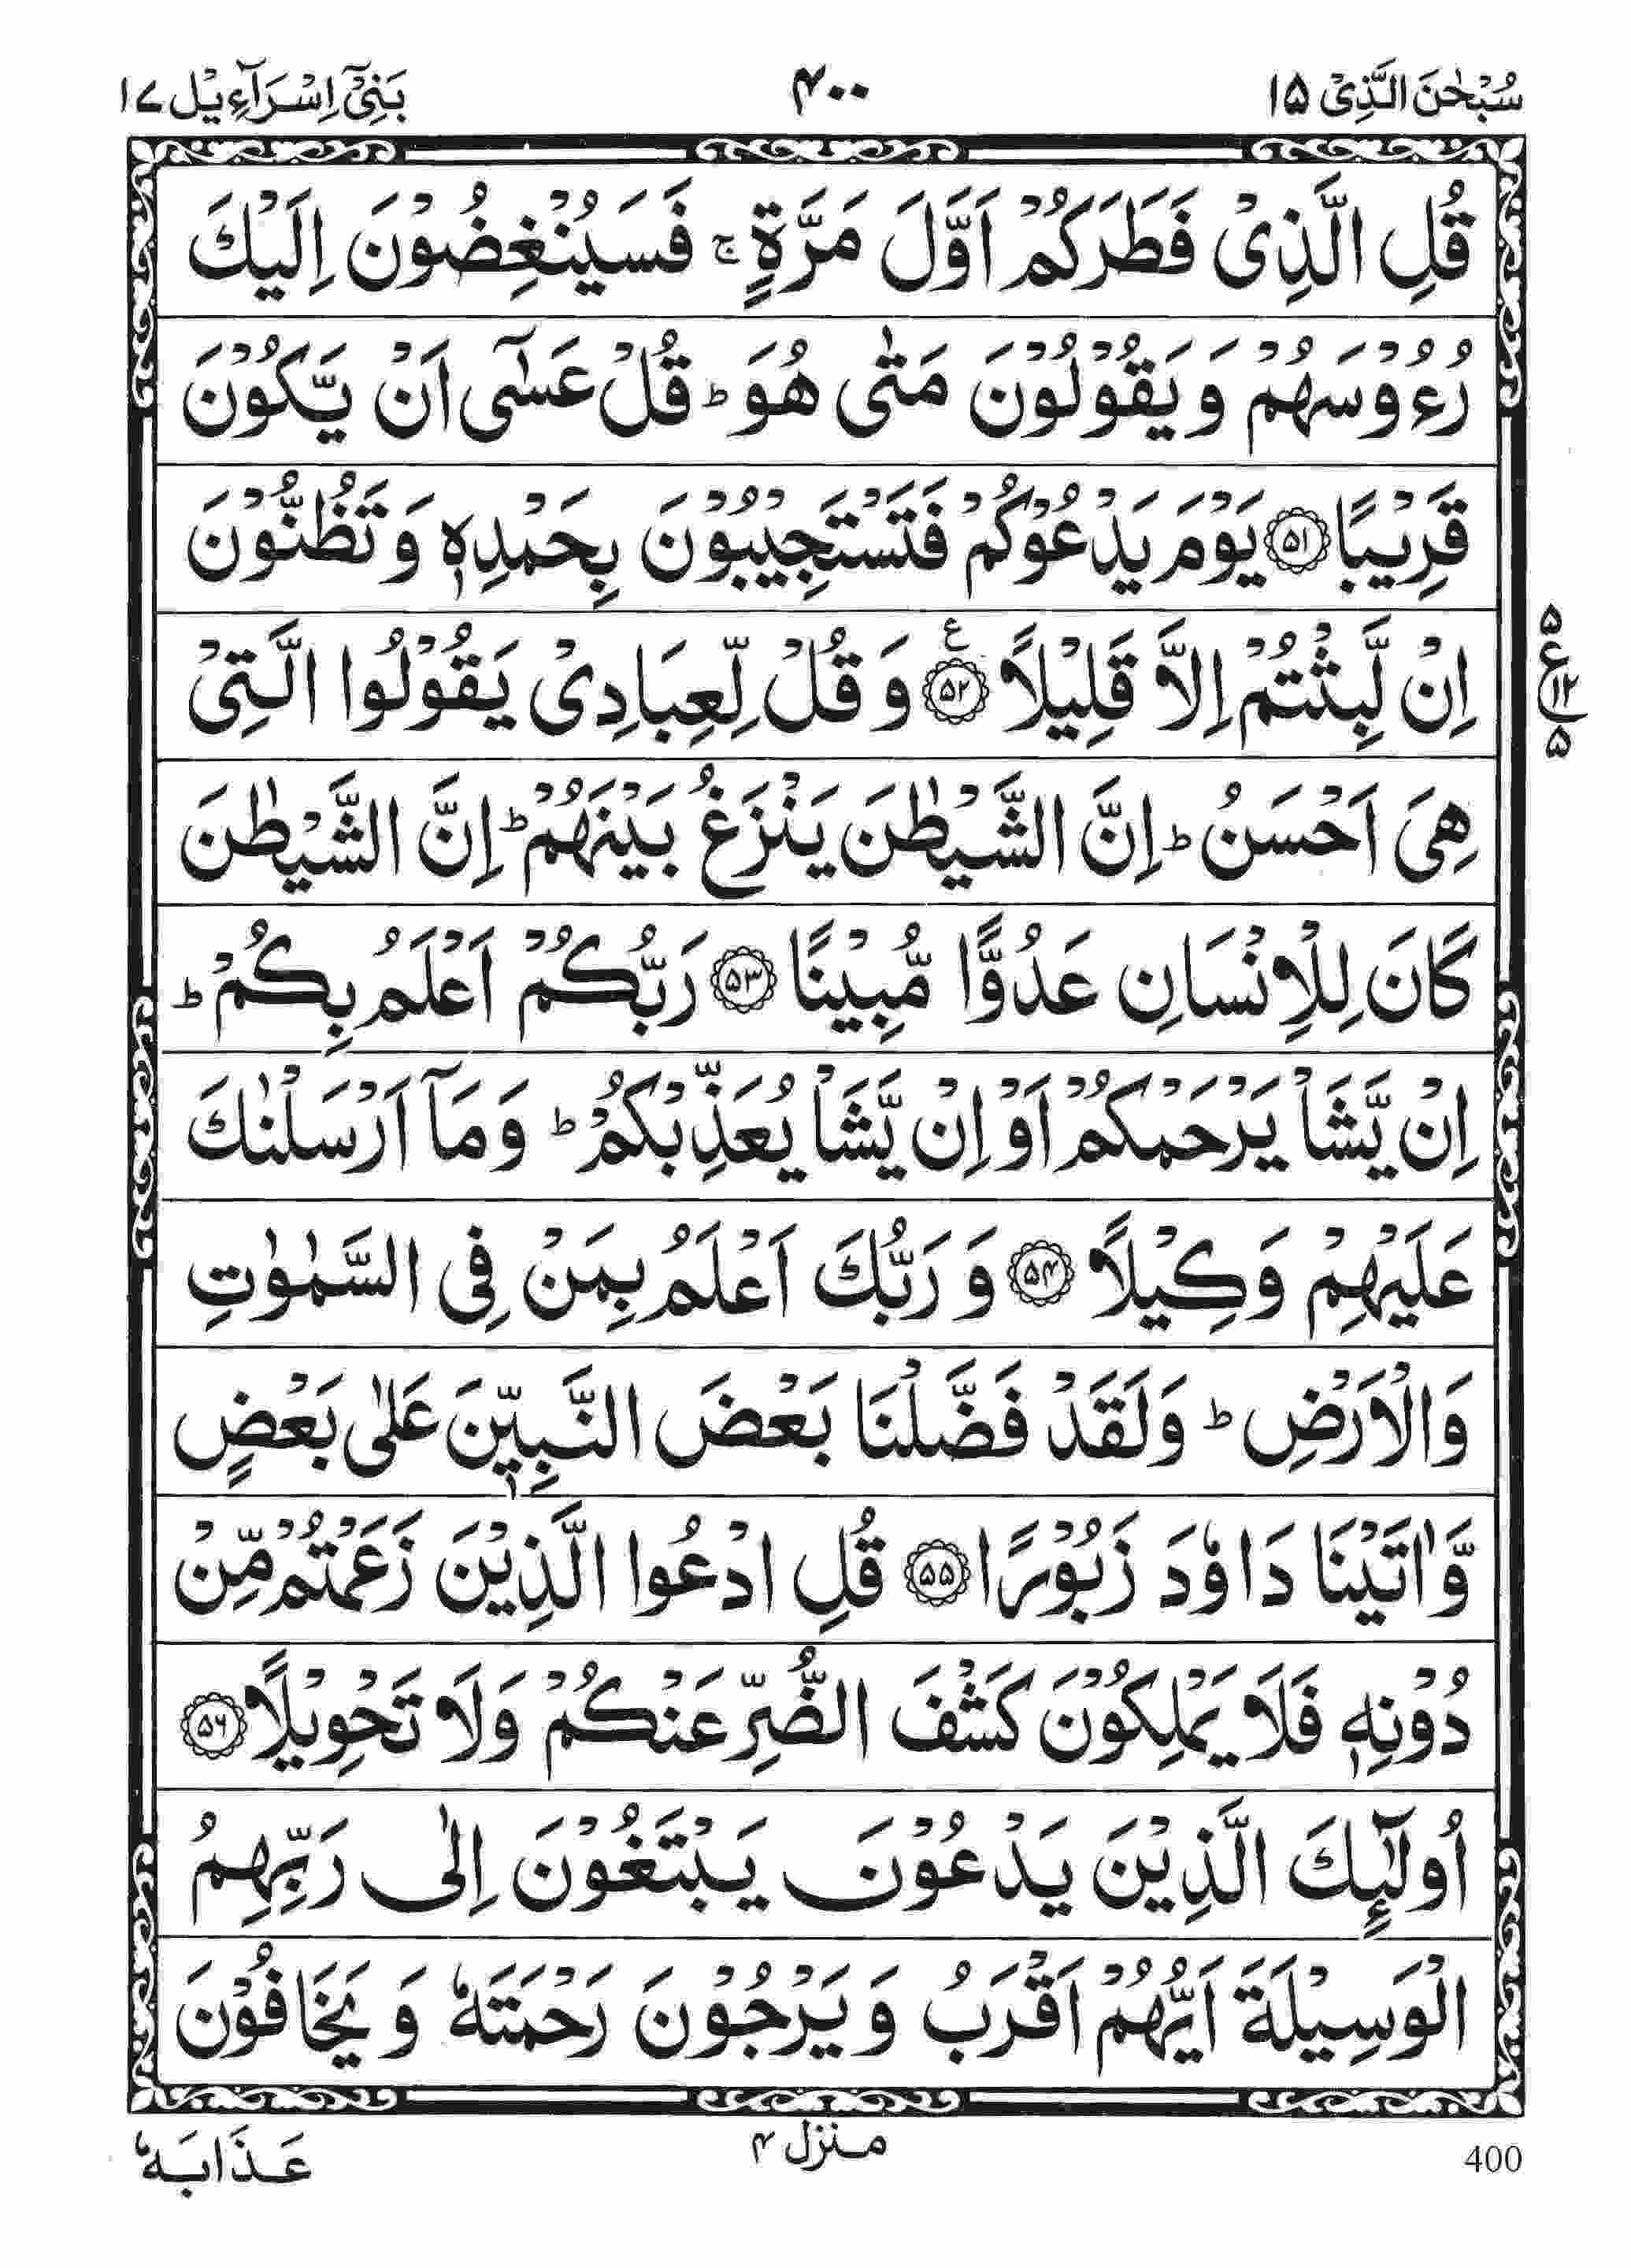 سُبْحٰنَ الَّذِیْ ۱۵
۴۰۰
بَنِیْۤ اِسْرَآءِیْل ۱۷
قُلِ الَّذِیْ فَطَرَكُمْ اَوَّلَ مَرَّةٍ ۚ فَسَیُنْغِضُوْنَ اِلَیْكَ
رُءُوْسَهُمْ وَ یَقُوْلُوْنَ مَتٰی هُوَ ؕ قُلْ عَسٰۤی اَنْ یَّكُوْنَ
قَرِیْبًا ۵۱ یَوْمَ یَدْعُوْكُمْ فَتَسْتَجِیْبُوْنَ بِحَمْدِهٖ وَ تَظُنُّوْنَ
اِنْ لَّبِثْتُمْ اِلَّا قَلِیْلًا ۵۲ ع وَ قُلْ لِّعِبَادِیْ یَقُوْلُوا الَّتِیْ
۵
ع
۱۲
۵
هِیَ اَحْسَنُ ؕ اِنَّ الشَّیْطٰنَ یَنْزَغُ بَیْنَهُمْ ؕ اِنَّ الشَّیْطٰنَ
كَانَ لِلْاِنْسَانِ عَدُوًّا مُّبِیْنًا ۵۳ رَبُّكُمْ اَعْلَمُ بِكُمْ ؕ
اِنْ یَّشَاْ یَرْحَمْكُمْ اَوْ اِنْ یَّشَاْ یُعَذِّبْكُمْ ؕ وَ مَاۤ اَرْسَلْنٰكَ
عَلَیْهِمْ وَكِیْلًا ۵۴ وَ رَبُّكَ اَعْلَمُ بِمَنْ فِی السَّمٰوٰتِ
وَالْاَرْضِ ؕ وَلَقَدْ فَضَّلْنَا بَعْضَ النَّبِیّٖنَ عَلٰی بَعْضٍ
وَّاٰتَیْنَا دَاوٗدَ زَبُوْرًا ۵۵ قُلِ ادْعُوا الَّذِیْنَ زَعَمْتُمْ مِّنْ
دُوْنِهٖ فَلَا یَمْلِكُوْنَ كَشْفَ الضُّرِّ عَنْكُمْ وَلَا تَحْوِیْلًا ۵۶
اُولٰٓئِكَ الَّذِیْنَ یَدْعُوْنَ یَبْتَغُوْنَ اِلٰی رَبِّهِمُ
الْوَسِیْلَةَ اَیُّهُمْ اَقْرَبُ وَ یَرْجُوْنَ رَحْمَتَهٗ وَ یَخَافُوْنَ
400
منزل ۴
عَذَابَهٗ